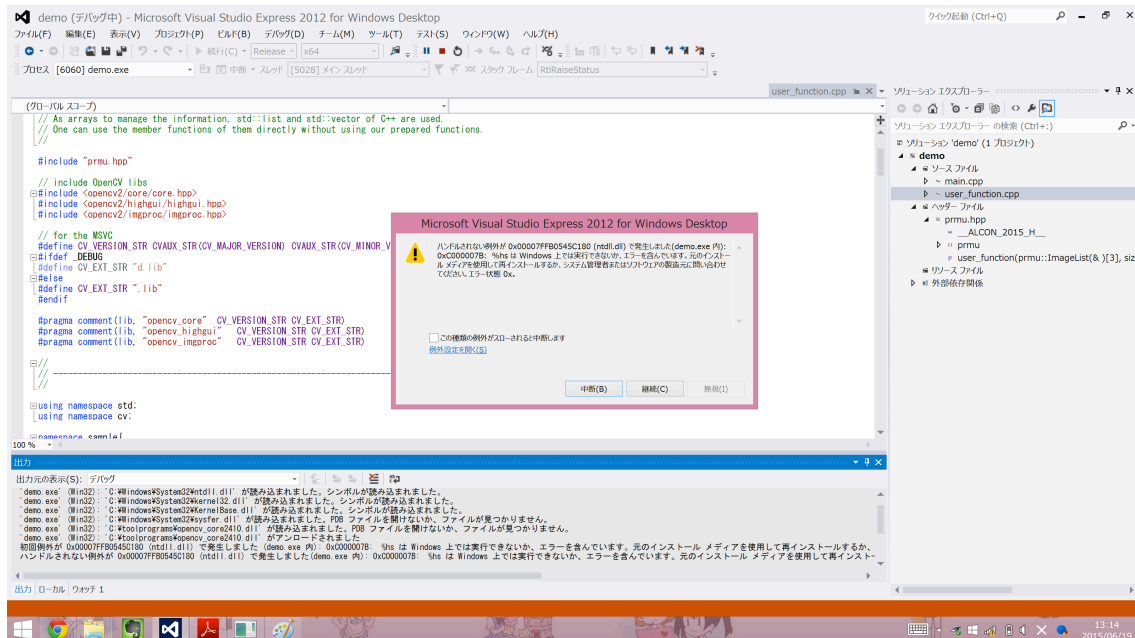 demo (デバッグ中) - Microsoft Visual Studio Express 2012 for Windows Desktop
クイック起動 (Ctrl+Q)
ファイル(F) 編集(E) 表示(V) プロジェクト(P) ビルド(B) デバッグ(D) チーム(M) ツール(T) テスト(S) ウィンドウ(W) ヘルプ(H)
続行(C) Release x64
プロセス [6060] demo.exe 中断 スレッド [5028] メイン スレッド スタック フレーム RtlRaiseStatus
user_function.cpp
(グローバル スコープ)
// As arrays to manage the information, std::list and std::vector of C++ are used.
// One can use the member functions of them directly without using our prepared functions.
//
#include "prmu.hpp"
// include OpenCV libs
#include <opencv2/core/core.hpp>
#include <opencv2/highgui/highgui.hpp>
#include <opencv2/imgproc/imgproc.hpp>
// for the MSVC
#define CV_VERSION_STR CVAUX_STR(CV_MAJOR_VERSION) CVAUX_STR(CV_MINOR_V
#ifdef _DEBUG
#define CV_EXT_STR "d.lib"
#else
#define CV_EXT_STR ".lib"
#endif
#pragma comment(lib, "opencv_core" CV_VERSION_STR CV_EXT_STR)
#pragma comment(lib, "opencv_highgui" CV_VERSION_STR CV_EXT_STR)
#pragma comment(lib, "opencv_imgproc" CV_VERSION_STR CV_EXT_STR)
//
// ----------------------------------------------------------------
//
using namespace std;
using namespace cv;
namespace sample{
100 %
Microsoft Visual Studio Express 2012 for Windows Desktop
ハンドルされない例外が 0x00007FFB0545C180 (ntdll.dll) で発生しました(demo.exe 内):
0xC000007B: %hs は Windows 上では実行できないか、エラーを含んでいます。元のインストー
ル メディアを使用して再インストールするか、システム管理者またはソフトウェアの製造元に問い合わせ
てください。エラー状態 0x。
この種類の例外がスローされると中断します
例外設定を開く(S)
中断(B) 継続(C) 無視(I)
ソリューション エクスプローラー
ソリューション エクスプローラー の検索 (Ctrl+:)
ソリューション 'demo' (1 プロジェクト)
demo
ソース ファイル
main.cpp
user_function.cpp
ヘッダー ファイル
prmu.hpp
__ALCON_2015_H__
prmu
user_function(prmu::ImageList(& )[3], siz
リソース ファイル
外部依存関係
出力
出力元の表示(S): デバッグ
'demo.exe' (Win32): 'C:¥Windows¥System32¥ntdll.dll' が読み込まれました。シンボルが読み込まれました。
'demo.exe' (Win32): 'C:¥Windows¥System32¥kernel32.dll' が読み込まれました。シンボルが読み込まれました。
'demo.exe' (Win32): 'C:¥Windows¥System32¥KernelBase.dll' が読み込まれました。シンボルが読み込まれました。
'demo.exe' (Win32): 'C:¥Windows¥System32¥sysfer.dll' が読み込まれました。PDB ファイルを開けないか、ファイルが見つかりません。
'demo.exe' (Win32): 'C:¥toolprograms¥opencv_core2410.dll' が読み込まれました。PDB ファイルを開けないか、ファイルが見つかりません。
'demo.exe' (Win32): 'C:¥toolprograms¥opencv_core2410.dll' がアンロードされました
初回例外が 0x00007FFB0545C180 (ntdll.dll) で発生しました (demo.exe 内): 0xC000007B: %hs は Windows 上では実行できないか、エラーを含んでいます。元のインストール メディアを使用して再インストールするか、
ハンドルされない例外が 0x00007FFB0545C180 (ntdll.dll) で発生しました(demo.exe 内): 0xC000007B: %hs は Windows 上では実行できないか、エラーを含んでいます。元のインストール メディアを使用して再インスト
出力 ローカル ウォッチ 1
13:14
2015/06/19